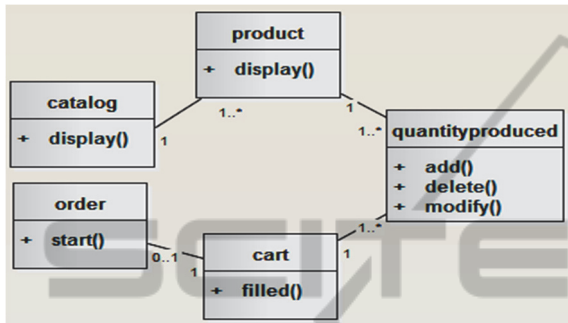 product
+ display()
catalog
+ display()
1
1..*
1
1..*
quantityproduced
+ add()
+ delete()
+ modify()
order
+ start()
0..1
1
cart
+ filled()
1
1..*
SCITE